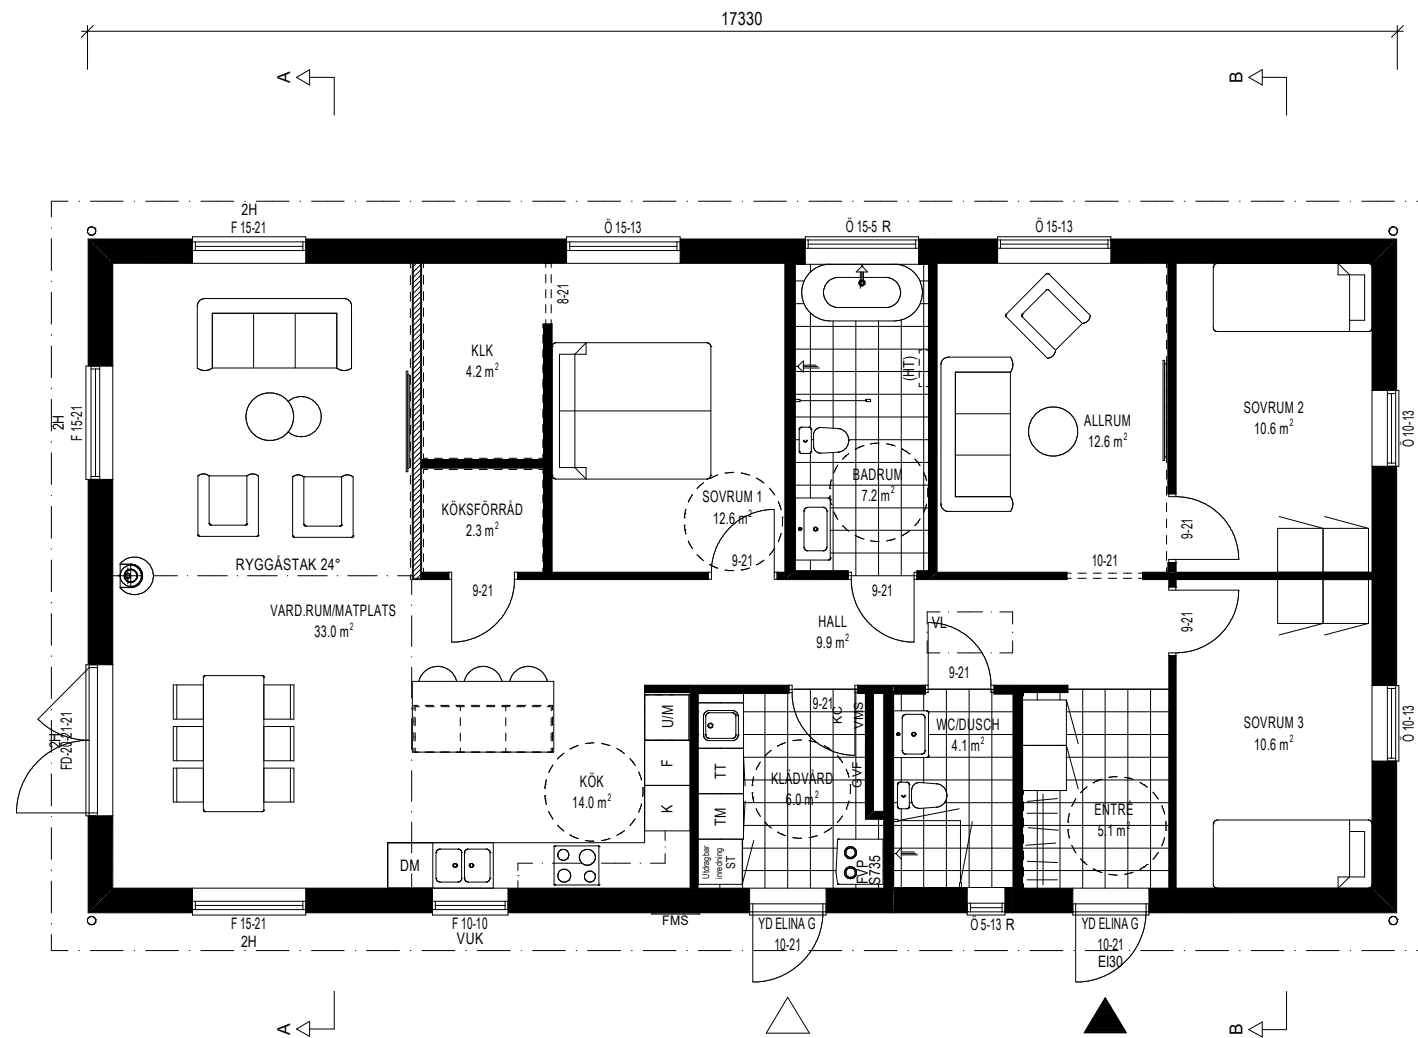 17330
A
B
2H
F 15-21
Ö 15-13
Ö 15-5 R
Ö 15-13
8-21
KLK
4.2 m²
(HT)
2H
F 15-21
ALLRUM
12.6 m²
SOVRUM 2
10.6 m²
Ö 10-13
BADRUM
7.2 m²
SOVRUM 1
12.6 m²
KÖKSFÖRRÅD
2.3 m²
9-21
RYGGÅSTAK 24°
9-21
9-21
9-21
10-21
VARD.RUM/MATPLATS
33.0 m²
HALL
9.9 m²
VL
9-21
9-21
9-21
KC
VMS
GVF
U/M
F
K
2H
FD-20-21-21
WC/DUSCH
4.1 m²
SOVRUM 3
10.6 m²
Ö 10-13
KÖK
14.0 m²
TT
TM
KLÄDVÅRD
6.0 m²
ENTRÉ
5.1 m²
DM
Utdragbar
inredning
ST
FVP
S735
F 15-21
2H
F 10-10
VUK
FMS
YD ELINA G
10-21
Ö 5-13 R
YD ELINA G
10-21
EI30
A
B